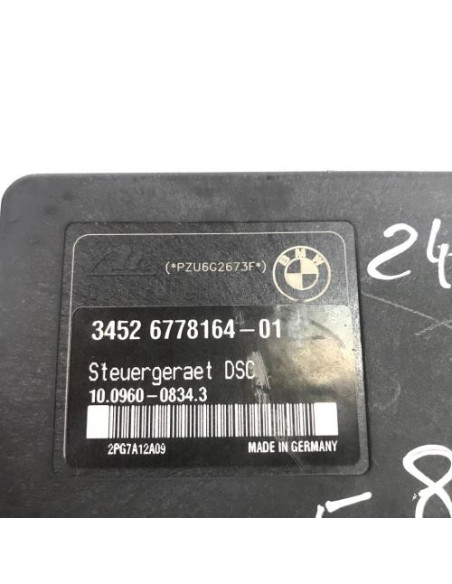 (*PZU6G2673F*)
BMW
24
3452 6778164-01
Steuergeraet DSC
10.0960-0834.3
2PG7A12A09 MADE IN GERMANY